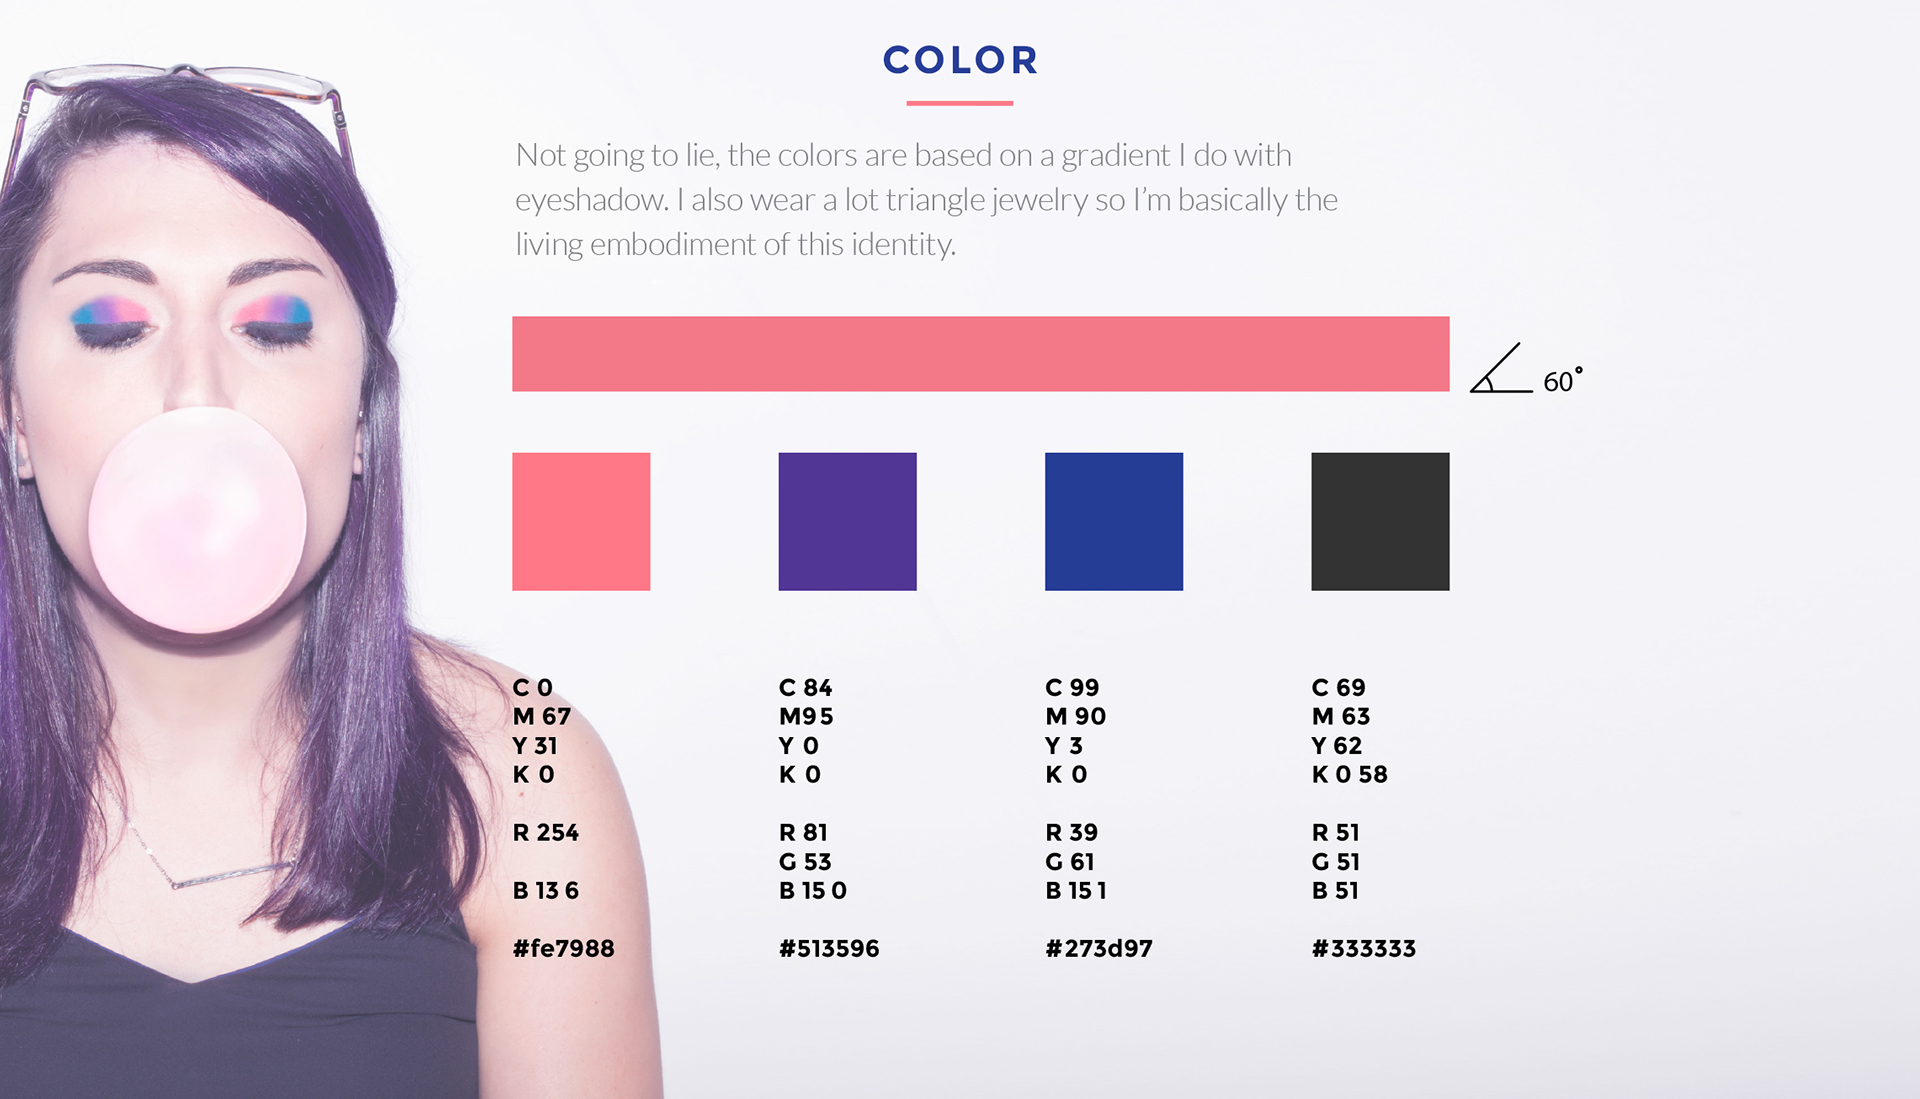 COLOR
Not going to lie, the colors are based on a gradient I do with
eyeshadow. I also wear a lot triangle jewelry so I'm basically the
living embodiment of this identity.
60°
C 0
M 67
Y 31
K 0
R 254
B 13 6
#fe7988
C 84
M95
Y 0
K 0
R 81
G 53
B 15 0
#513596
C 99
M 90
Y 3
K 0
R 39
G 61
B 15 1
#273d97
C 69
M 63
Y 62
K 0 58
R 51
G 51
B 51
#333333